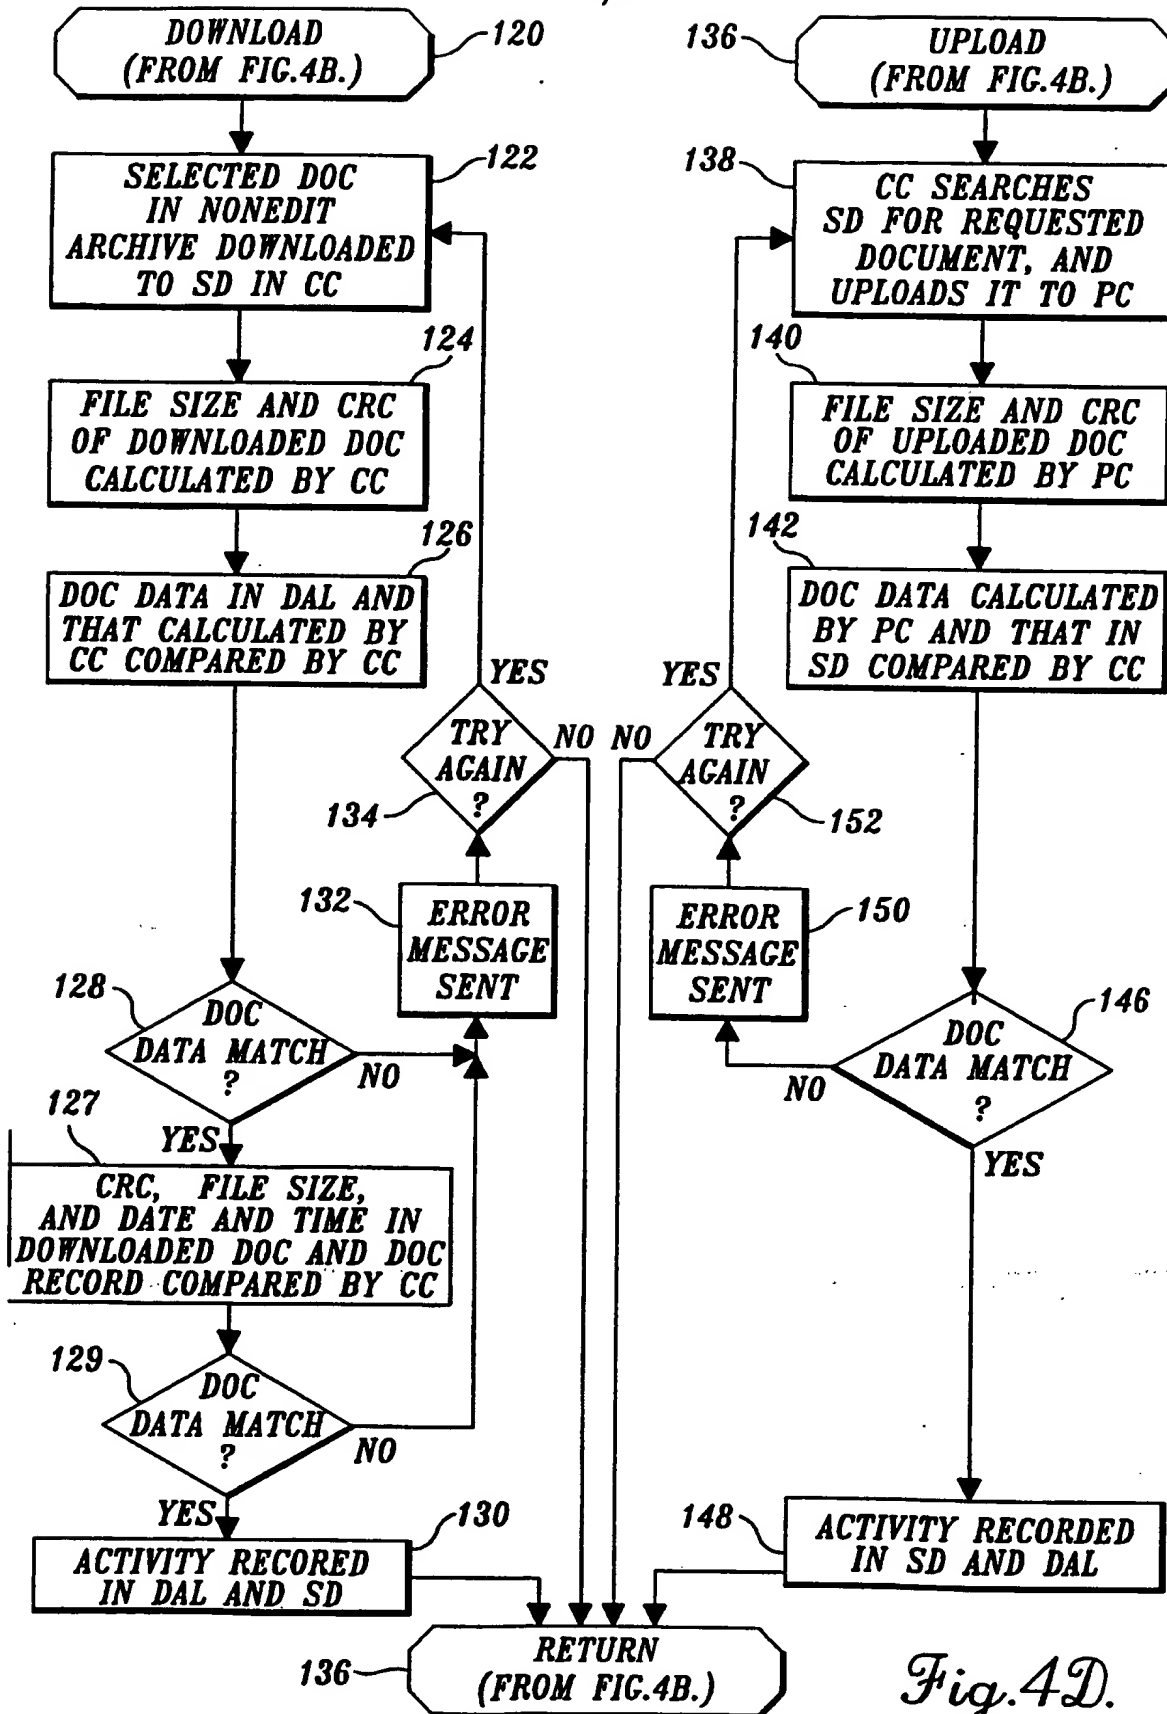 DOWNLOAD
(FROM FIG.4B.)
120
SELECTED DOC
IN NONEDIT
ARCHIVE DOWNLOADED
TO SD IN CC
122
FILE SIZE AND CRC
OF DOWNLOADED DOC
CALCULATED BY CC
124
DOC DATA IN DAL AND
THAT CALCULATED BY
CC COMPARED BY CC
126
YES
TRY
AGAIN
?
NO
134
132
ERROR
MESSAGE
SENT
128
DOC
DATA MATCH
?
NO
YES
127
CRC, FILE SIZE,
AND DATE AND TIME IN
DOWNLOADED DOC AND DOC
RECORD COMPARED BY CC
129
DOC
DATA MATCH
?
NO
YES
130
ACTIVITY RECORED
IN DAL AND SD
136
UPLOAD
(FROM FIG.4B.)
138
CC SEARCHES
SD FOR REQUESTED
DOCUMENT, AND
UPLOADS IT TO PC
140
FILE SIZE AND CRC
OF UPLOADED DOC
CALCULATED BY PC
142
DOC DATA CALCULATED
BY PC AND THAT IN
SD COMPARED BY CC
YES
NO
TRY
AGAIN
?
152
ERROR
MESSAGE
SENT
150
146
DOC
DATA MATCH
?
NO
YES
148
ACTIVITY RECORDED
IN SD AND DAL
136
RETURN
(FROM FIG.4B.)
Fig.4D.